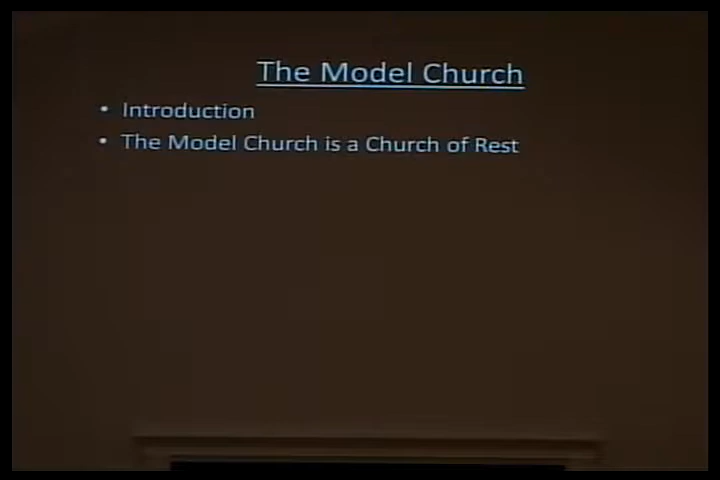 The Model Church
• Introduction
• The Model Church is a Church of Rest